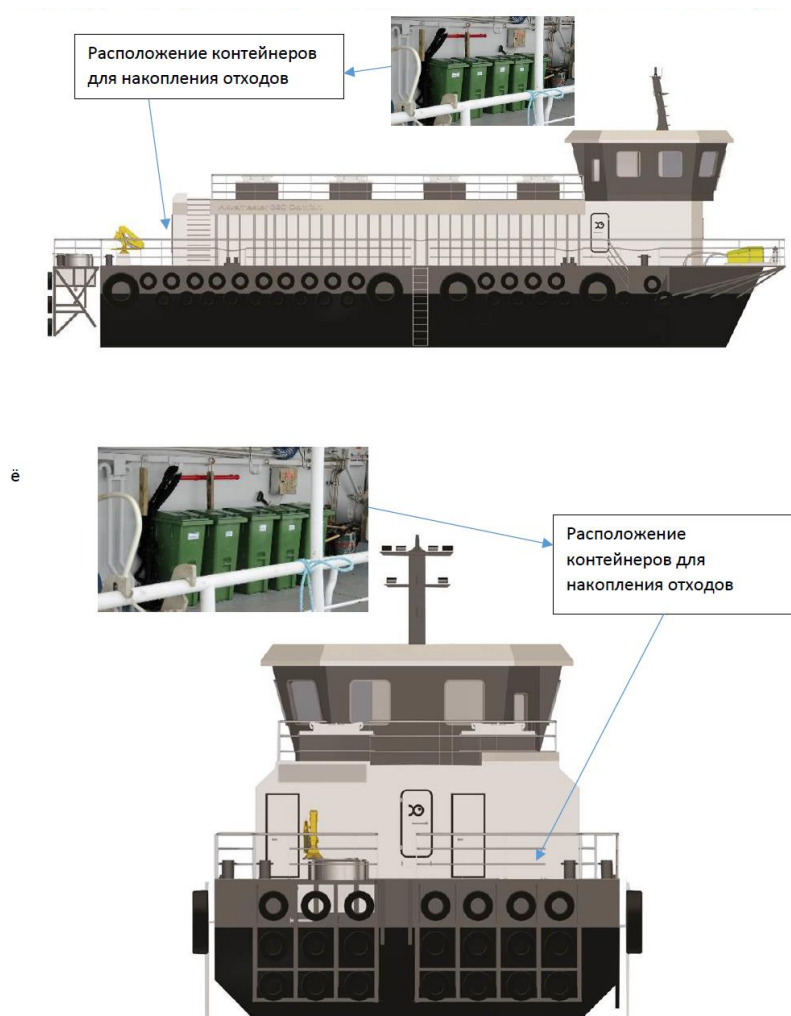 Расположение контейнеров
для накопления отходов
ё
Расположение
контейнеров для
накопления отходов